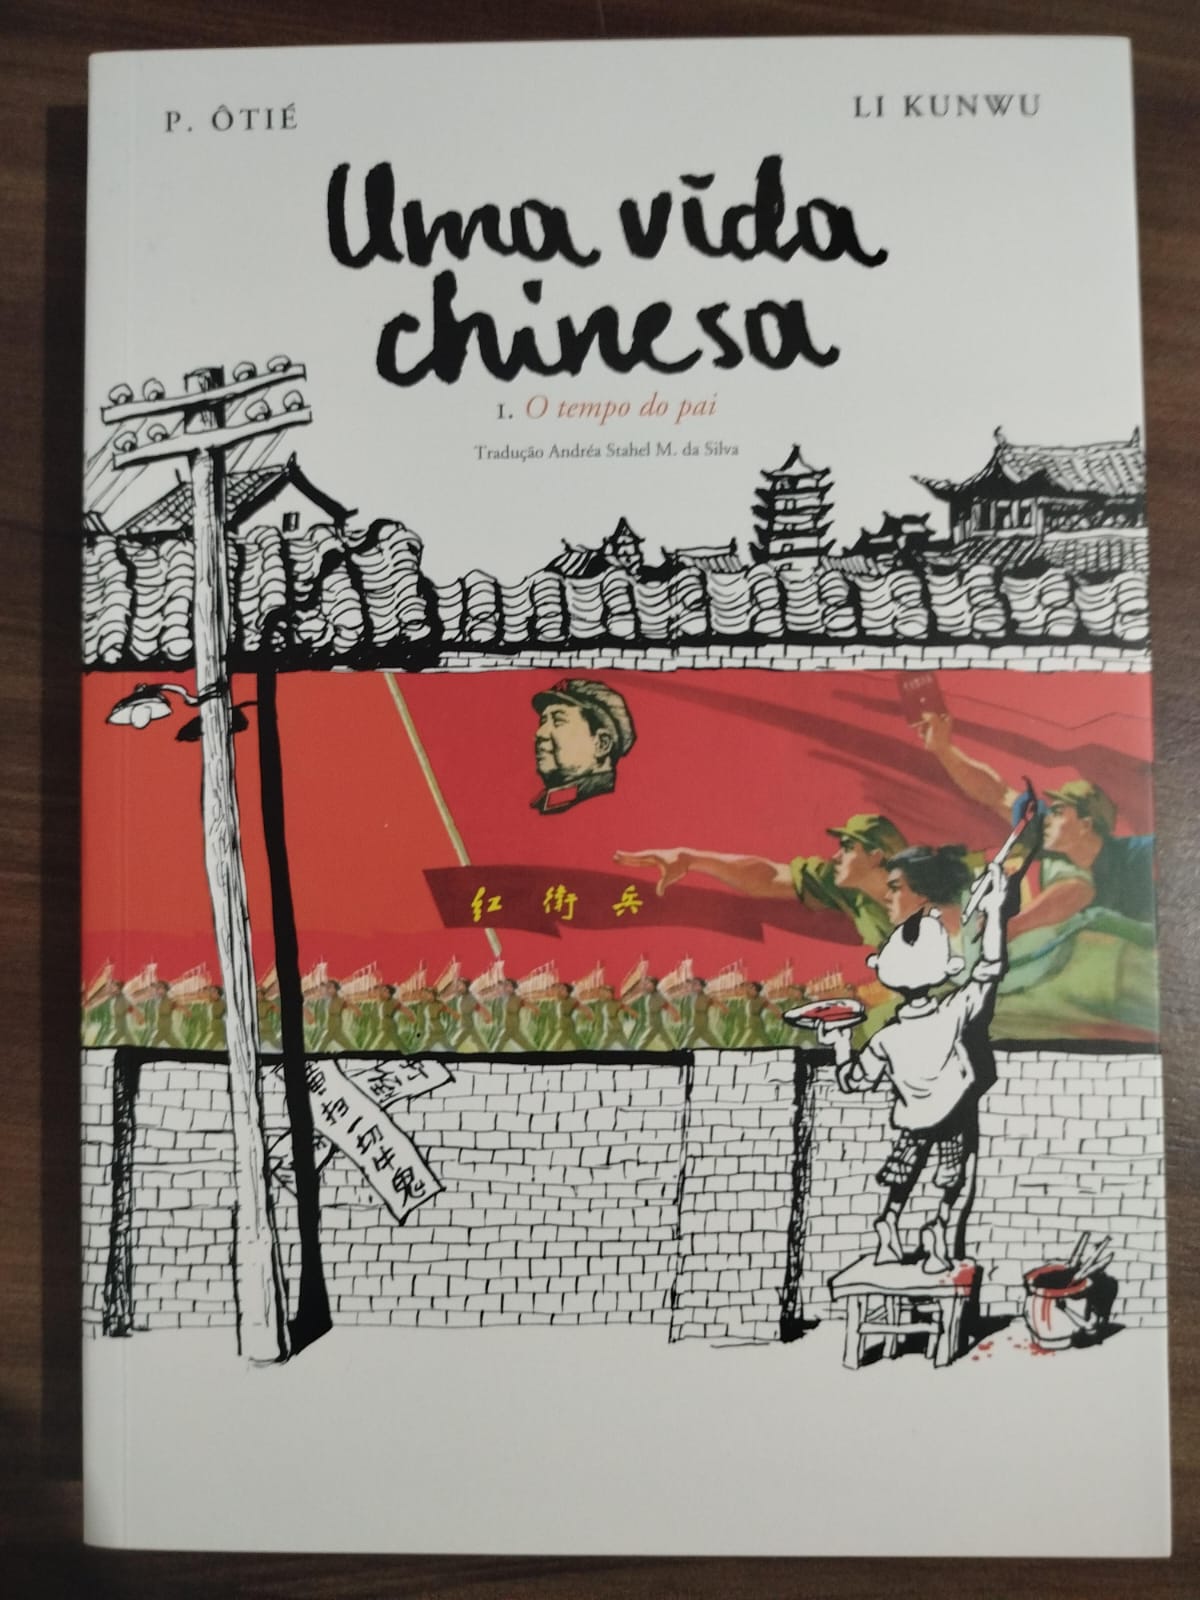 P. ÔTIÉ
LI KUNWU
Uma vida
chinesa
1. O tempo do pai
Tradução Andréa Stahel M. da Silva
红 衛 兵
扫一切牛鬼